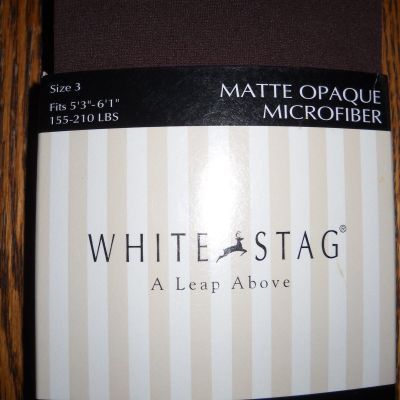 Size 3
Fits 5'3"-6'1"
155-210 LBS
MATTE OPAQUE
MICROFIBER
WHITE STAG®
A Leap Above